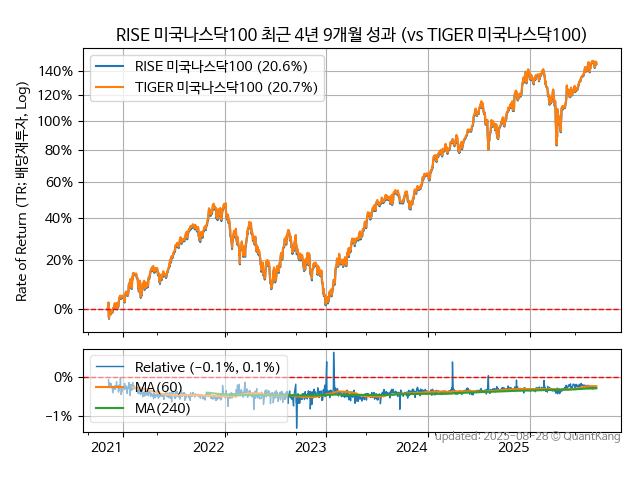 RISE 미국나스닥100 최근 4년 9개월 성과 (vs TIGER 미국나스닥100)
Rate of Return (TR: 배당재투자, Log)
140%
120%
100%
80%
60%
40%
20%
0%
RISE 미국나스닥100 (20.6%)
TIGER 미국나스닥100 (20.7%)
0%
−1%
Relative (−0.1%, 0.1%)
MA(60)
MA(240)
2021 2022 2023 2024 2025
updated: 2025-08-28 © QuantKang